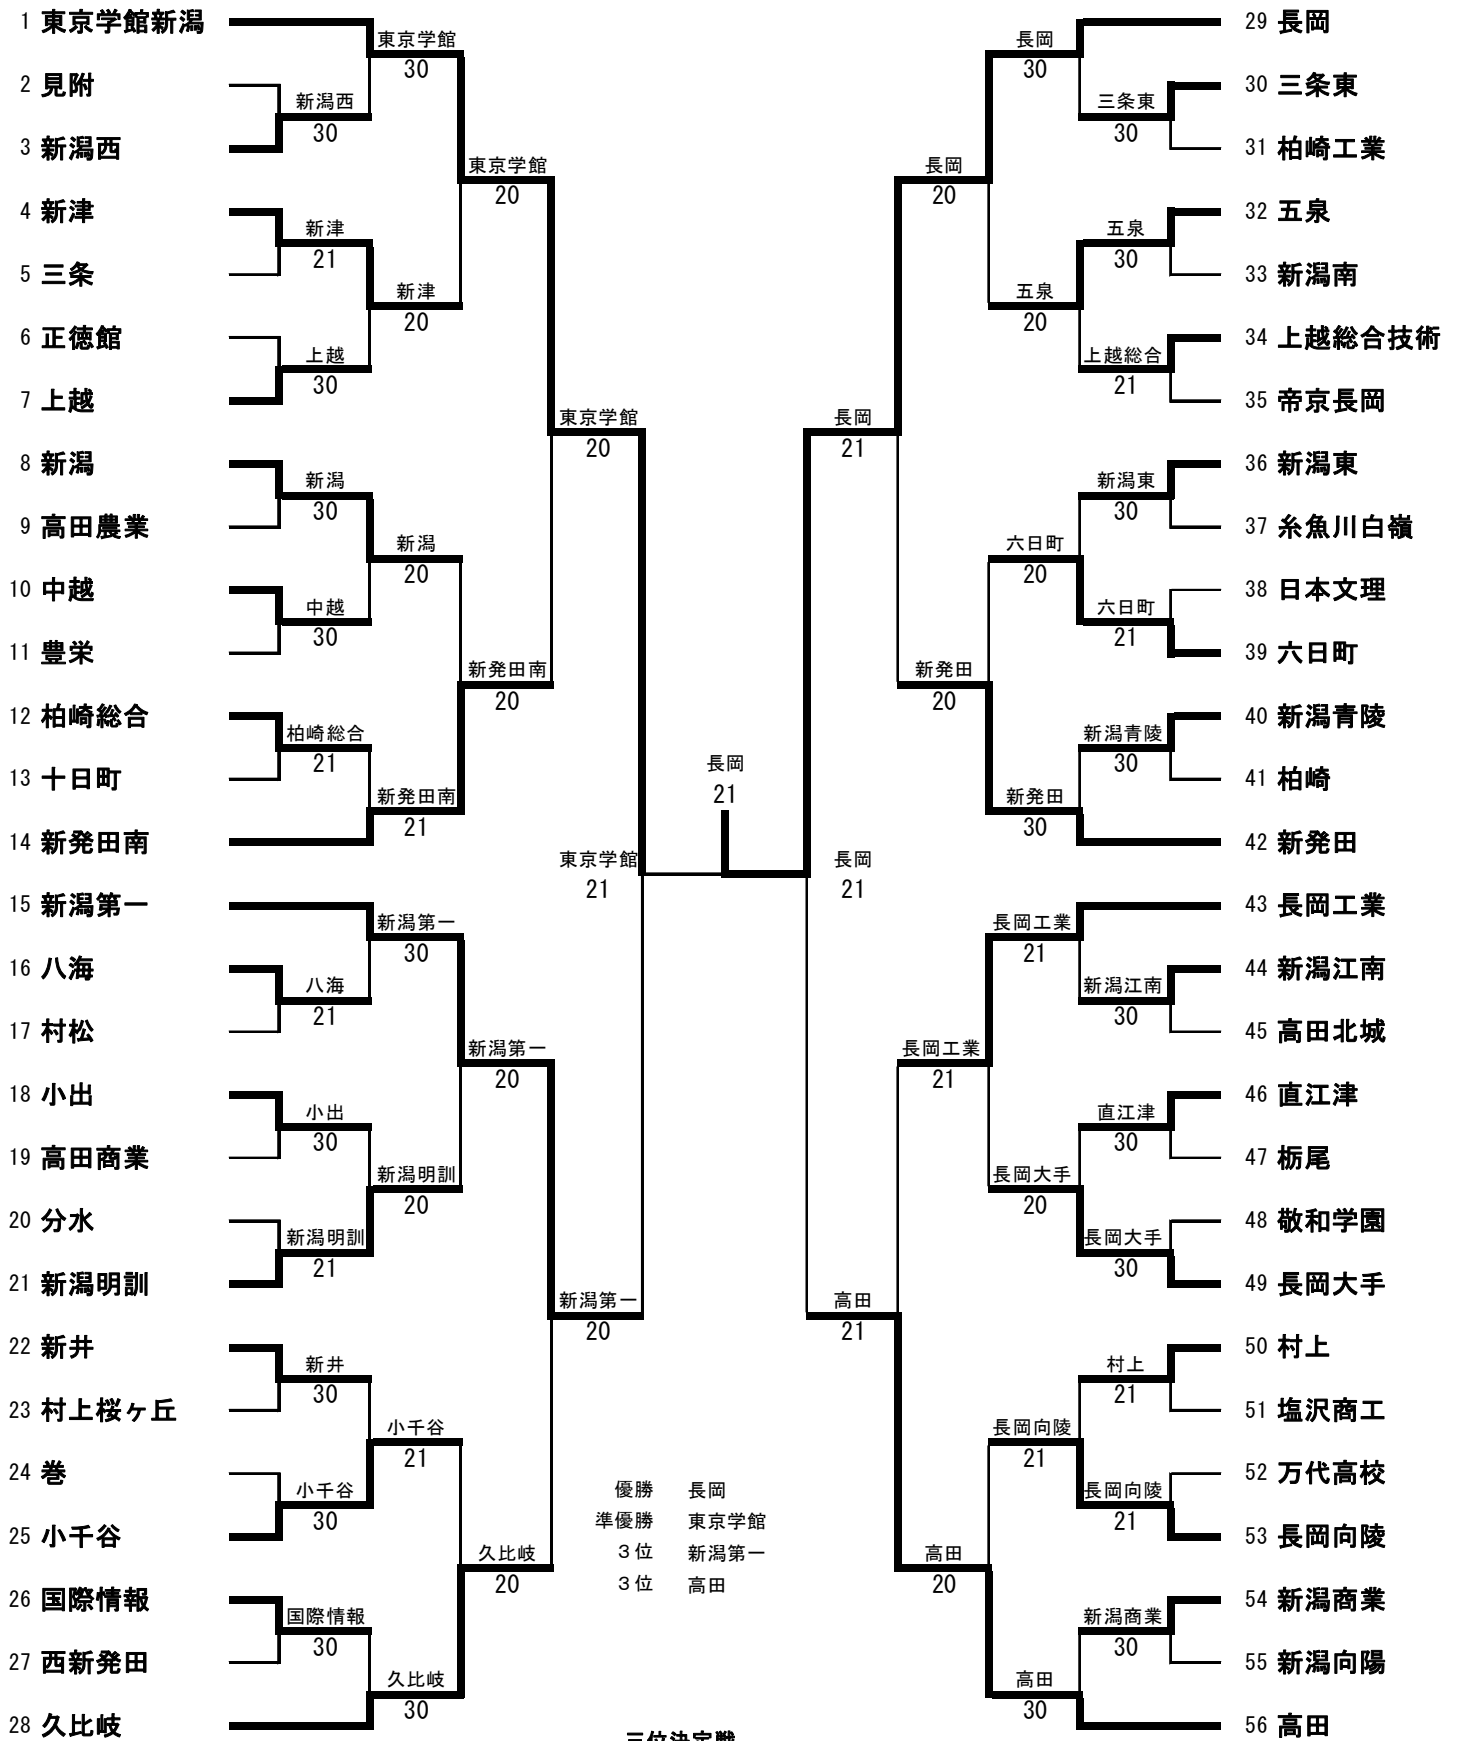 1 東京学館新潟
2 見附
3 新潟西
4 新津
5 三条
6 正徳館
7 上越
8 新潟
9 高田農業
10 中越
11 豊栄
12 柏崎総合
13 十日町
14 新発田南
15 新潟第一
16 八海
17 村松
18 小出
19 高田商業
20 分水
21 新潟明訓
22 新井
23 村上桜ヶ丘
24 巻
25 小千谷
26 国際情報
27 西新発田
28 久比岐
新潟西
30
新津
21
上越
30
新潟
30
中越
30
柏崎総合
21
八海
21
小出
30
新潟明訓
21
新井
30
小千谷
30
国際情報
30
東京学館
30
新津
20
新潟
20
新発田南
21
新潟第一
30
新潟明訓
20
小千谷
21
久比岐
30
東京学館
20
新発田南
20
新潟第一
20
久比岐
20
東京学館
20
新潟第一
20
東京学館
21
長岡
21
長岡
21
長岡
21
高田
21
長岡
20
新発田
20
長岡工業
21
高田
20
長岡
30
五泉
20
六日町
20
新発田
30
長岡工業
21
長岡大手
20
長岡向陵
21
高田
30
三条東
30
五泉
30
上越総合
21
新潟東
30
六日町
21
新潟青陵
30
新潟江南
30
直江津
30
長岡大手
30
村上
21
長岡向陵
21
新潟商業
30
29 長岡
30 三条東
31 柏崎工業
32 五泉
33 新潟南
34 上越総合技術
35 帝京長岡
36 新潟東
37 糸魚川白嶺
38 日本文理
39 六日町
40 新潟青陵
41 柏崎
42 新発田
43 長岡工業
44 新潟江南
45 高田北城
46 直江津
47 栃尾
48 敬和学園
49 長岡大手
50 村上
51 塩沢商工
52 万代高校
53 長岡向陵
54 新潟商業
55 新潟向陽
56 高田
優勝 長岡
準優勝 東京学館
３位 新潟第一
３位 高田
三位決定戦